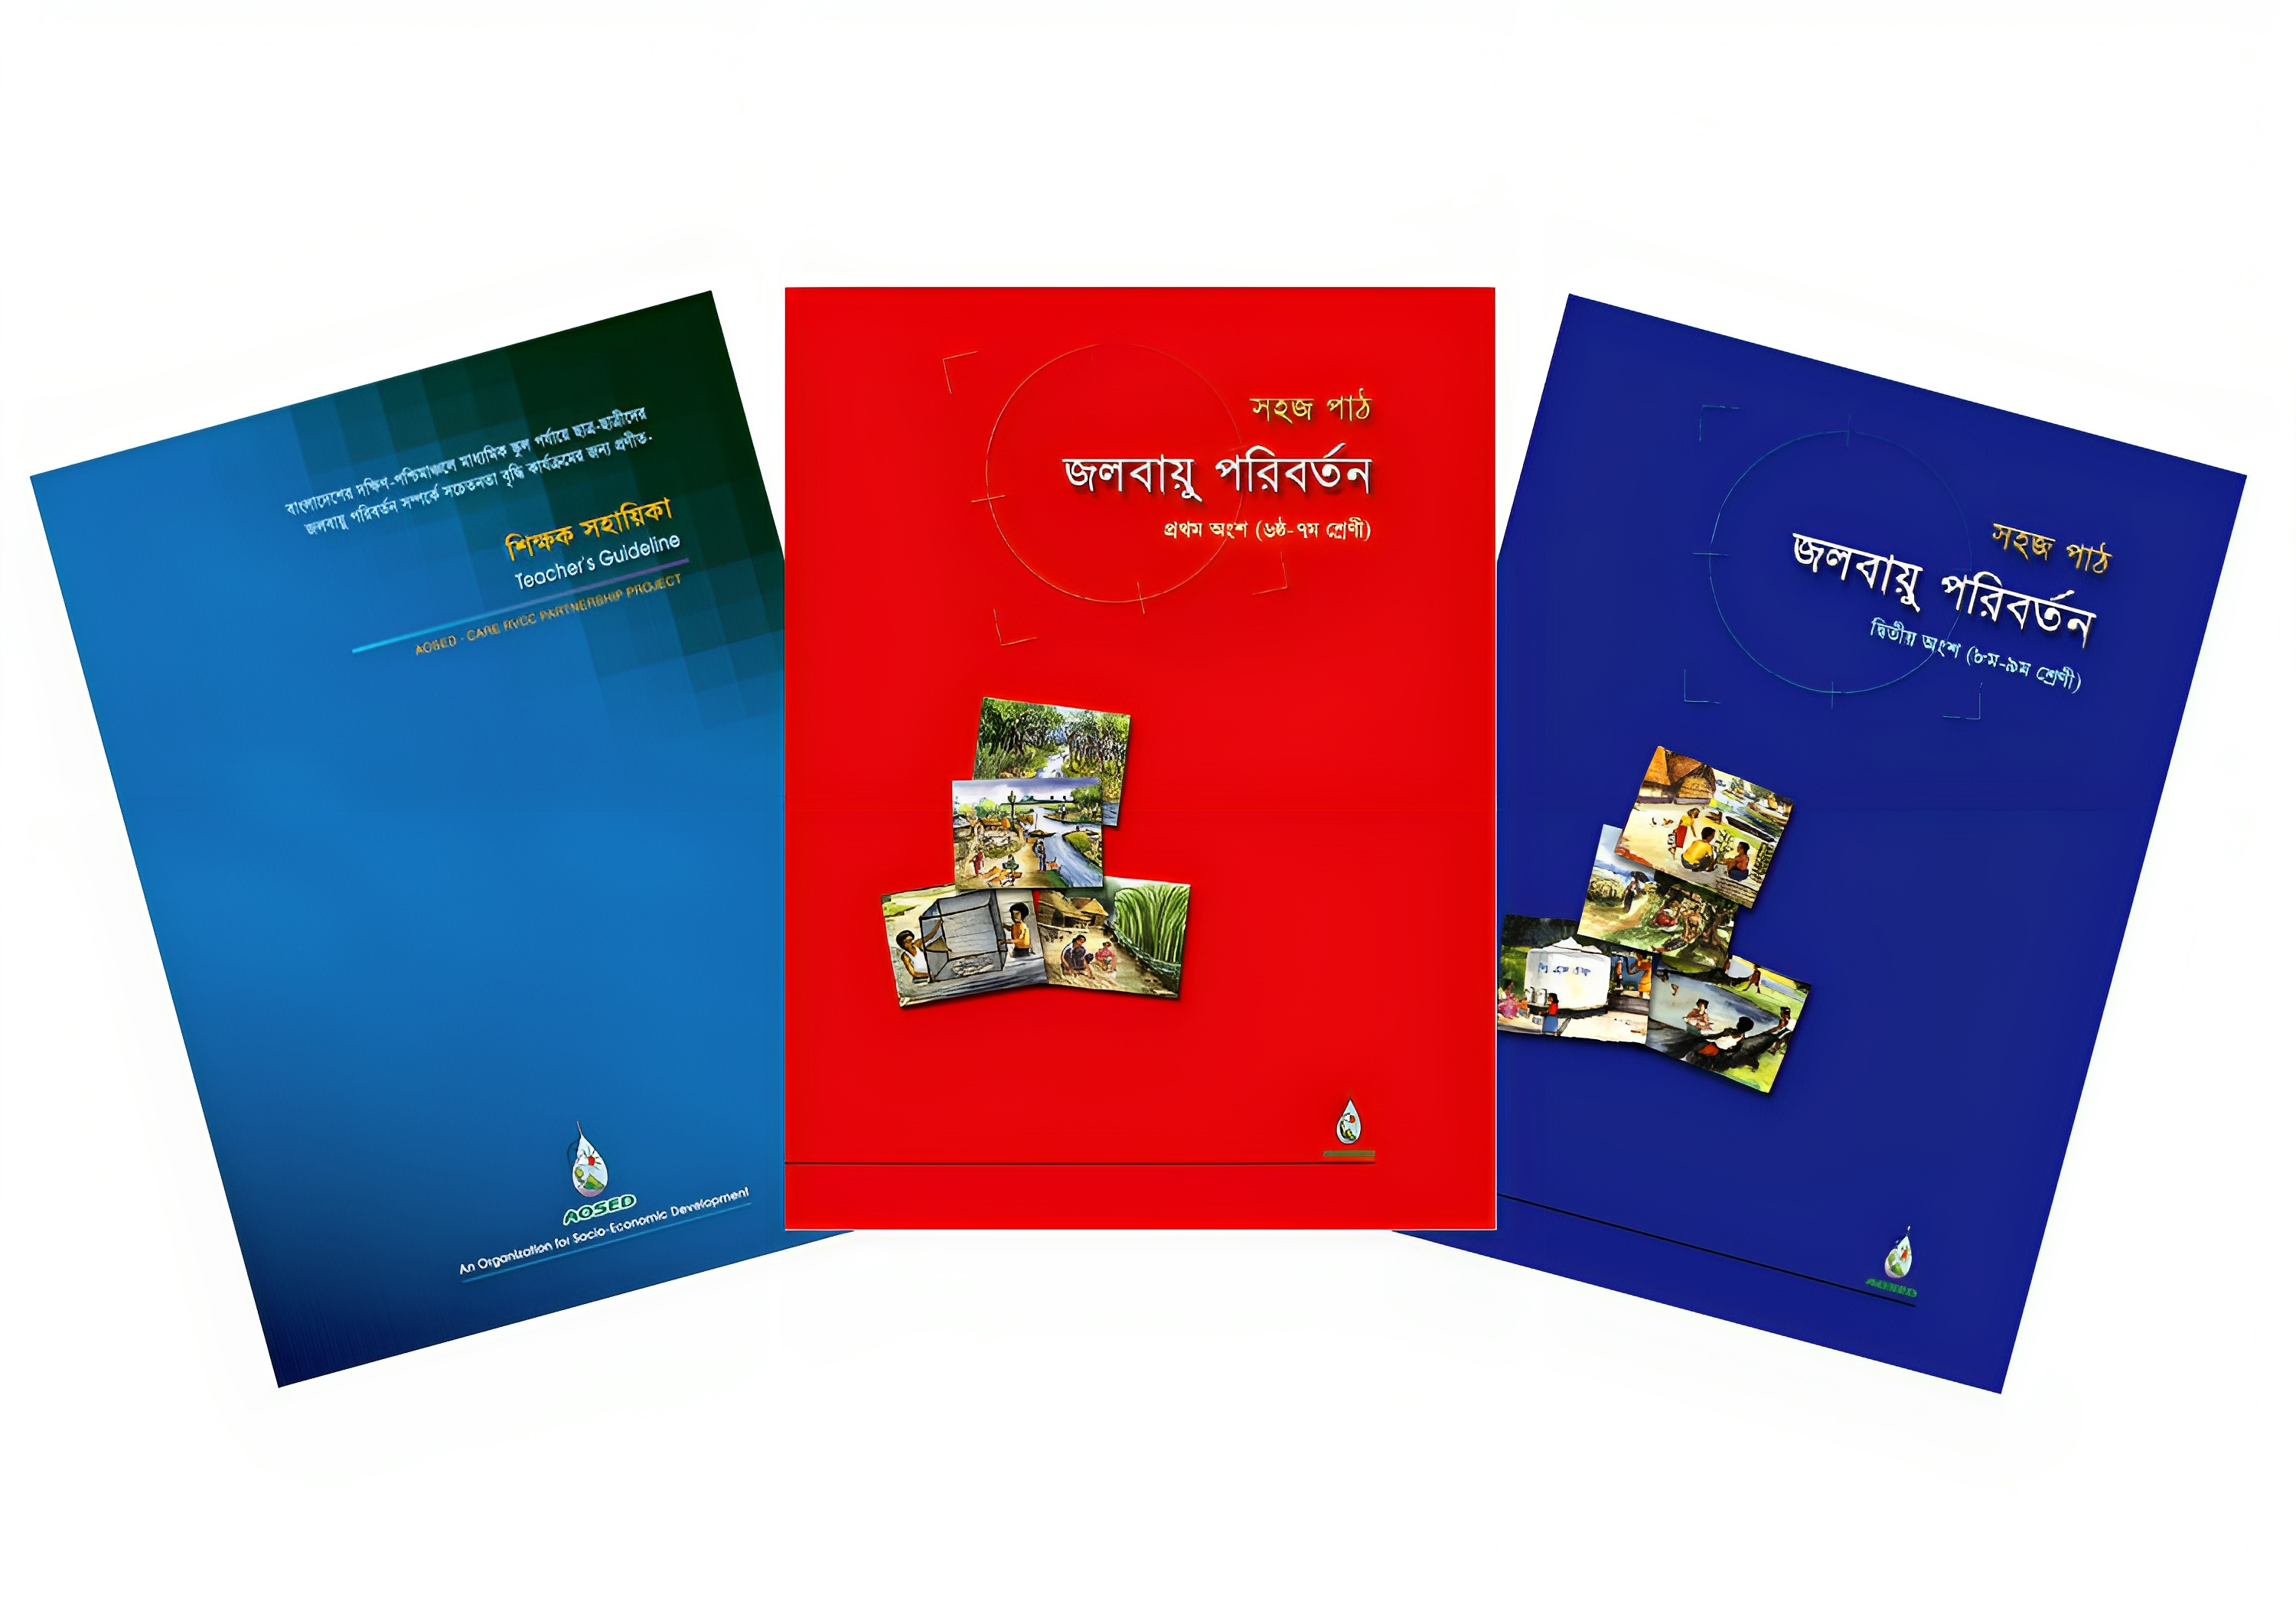 বাংলাদেশের দক্ষিণ-পশ্চিমাঞ্চলে মাধ্যমিক স্কুল পর্যায়ে ছাত্র-ছাত্রীদের
জলবায়ু পরিবর্তন সম্পর্কে সচেতনতা বৃদ্ধি কার্যক্রমের জন্য প্রণীত-
শিক্ষক সহায়িকা
Teacher's Guideline
AOSED - CARE RVCC PARTNERSHIP PROJECT
AOSED
An Organization for Socio-Economic Development
সহজ পাঠ
জলবায়ু পরিবর্তন
প্রথম অংশ (৬ষ্ঠ-৭ম শ্রেণী)
সহজ পাঠ
জলবায়ু পরিবর্তন
দ্বিতীয় অংশ (৮ম-৯ম শ্রেণী)
AOSED